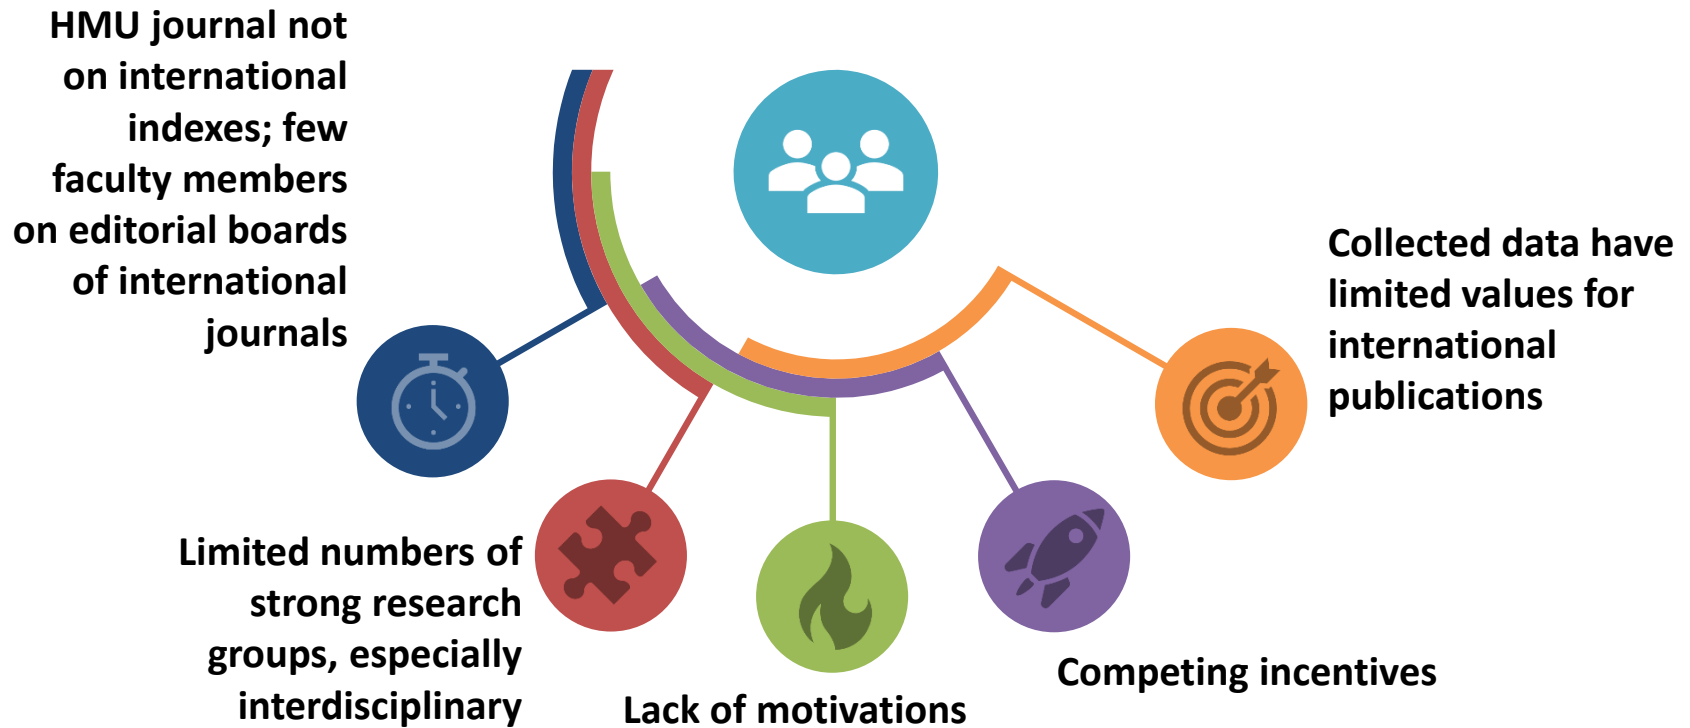 HMU journal not
on international
indexes; few
faculty members
on editorial boards
of international
journals
Limited numbers of
strong research
groups, especially
interdisciplinary
Lack of motivations
Competing incentives
Collected data have
limited values for
international
publications